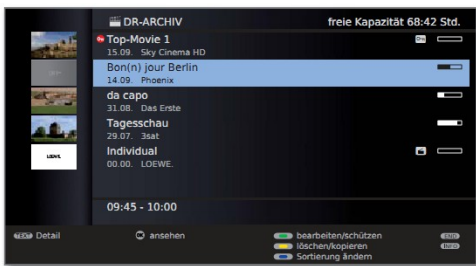 DR-ARCHIV freie Kapazität 68:42 Std.
Top-Movie 1
15.09. Sky Cinema HD
Bon(n) jour Berlin
14.09. Phoenix
da capo
31.08. Das Erste
Tagesschau
29.07. 3sat
LOEWE.
Individual
00.00. LOEWE.
09:45 - 10:00
TEXT Detail OK ansehen bearbeiten/schützen END
löschen/kopieren INFO
Sortierung ändern